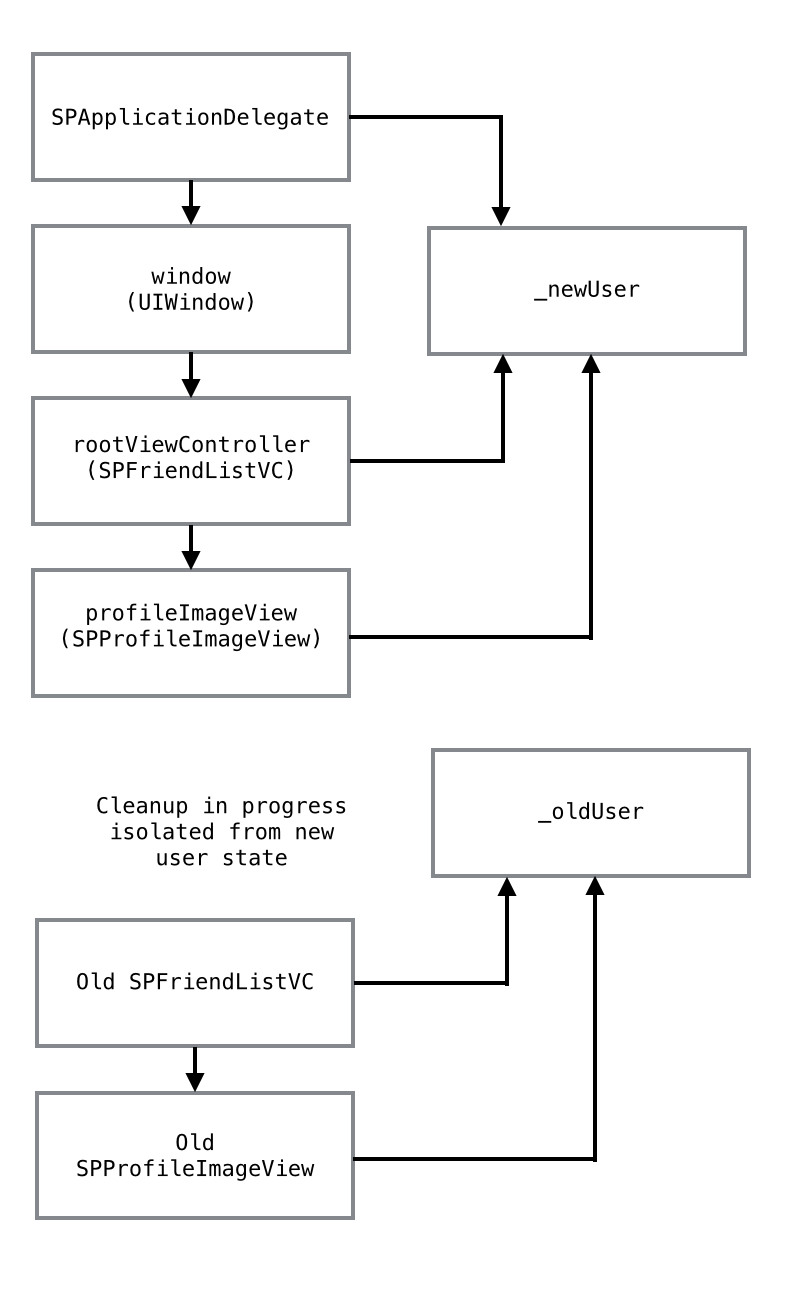 SPApplicationDelegate
window
(UIWindow)
_newUser
rootViewController
(SPFriendListVC)
profileImageView
(SPProfileImageView)
_oldUser
Cleanup in progress
isolated from new
user state
Old SPFriendListVC
Old
SPProfileImageView